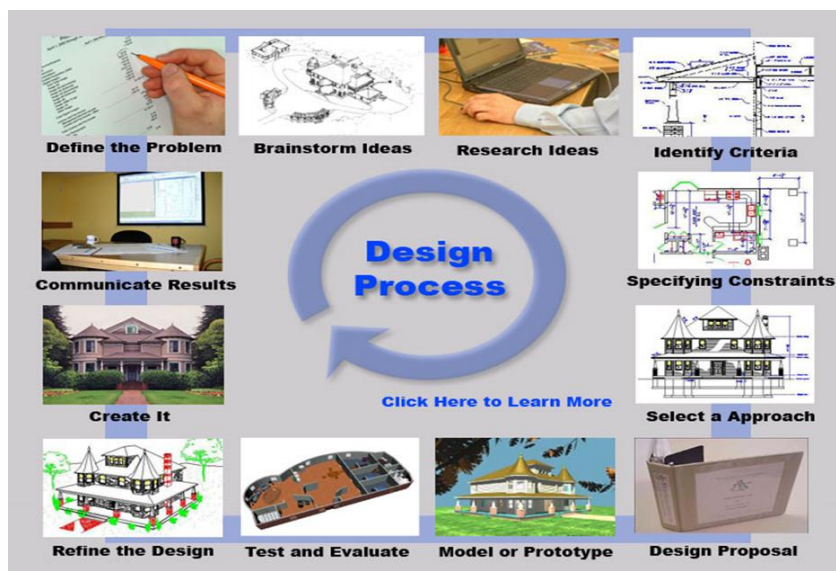 Define the Problem
Brainstorm Ideas
Research Ideas
Identify Criteria
Communicate Results
Design
Process
Specifying Constraints
Create It
Click Here to Learn More
Select a Approach
Refine the Design
Test and Evaluate
Model or Prototype
Design Proposal